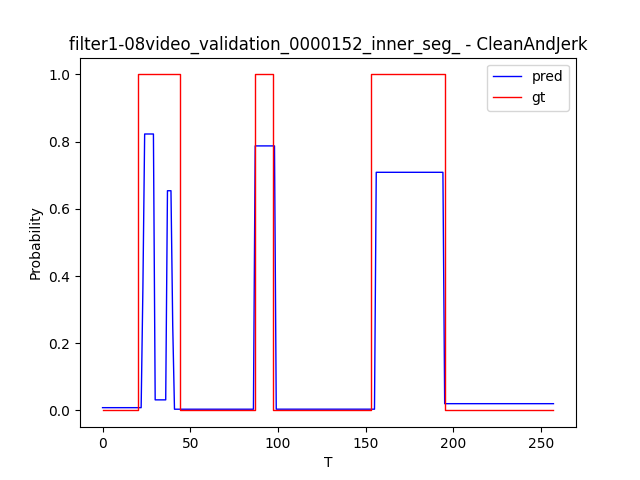 filter1-08video_validation_0000152_inner_seg_ - CleanAndJerk
pred
gt
1.0
0.8
0.6
0.4
0.2
0.0
Probability
0
50
100
150
200
250
T